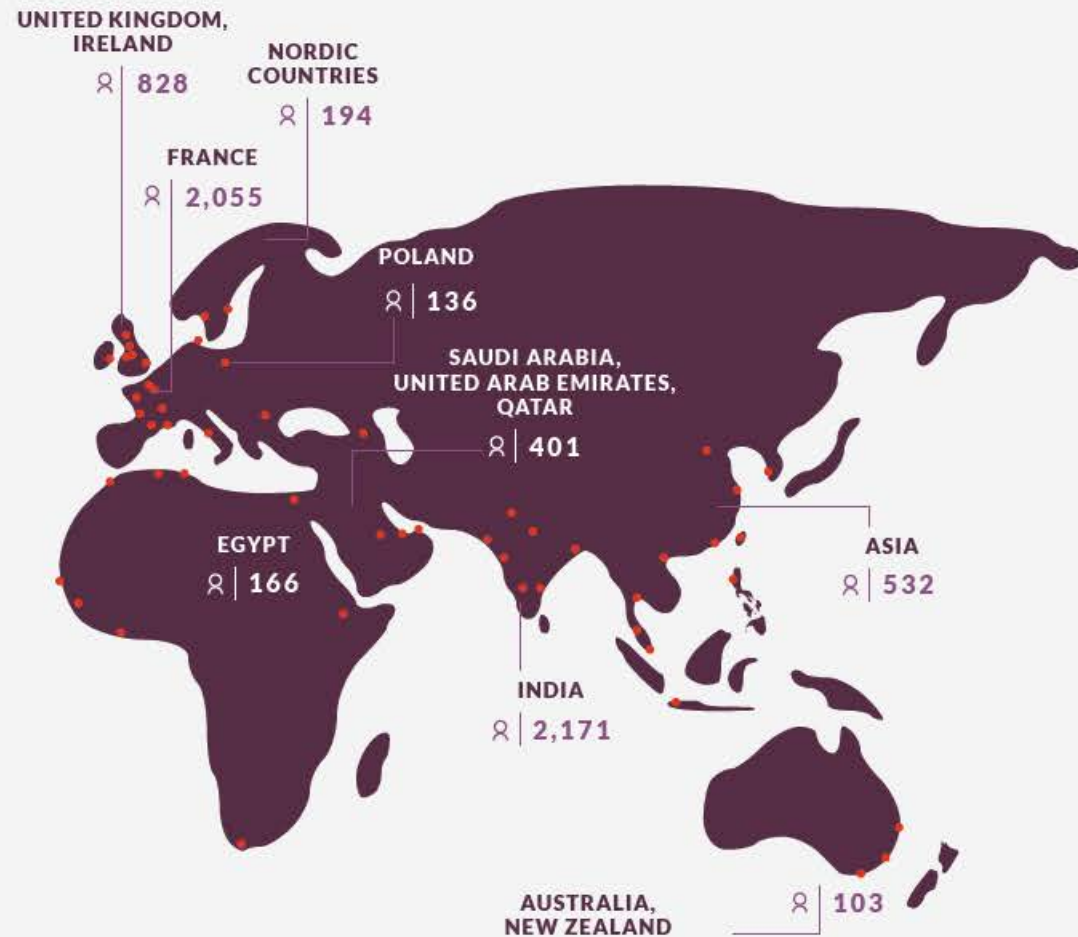 UNITED KINGDOM,
IRELAND
828
NORDIC
COUNTRIES
194
FRANCE
2,055
POLAND
136
SAUDI ARABIA,
UNITED ARAB EMIRATES,
QATAR
401
EGYPT
166
ASIA
532
INDIA
2,171
103
AUSTRALIA,
NEW ZEALAND